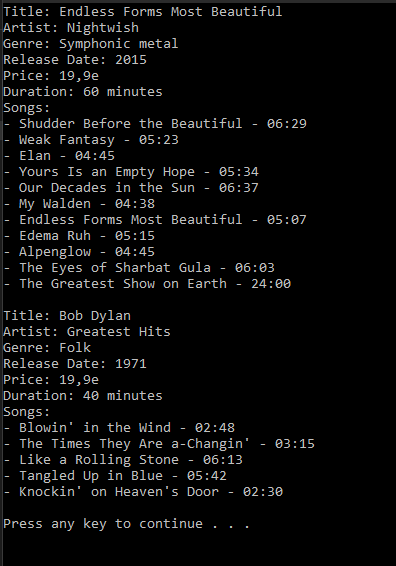 Title: Endless Forms Most Beautiful
Artist: Nightwish
Genre: Symphonic metal
Release Date: 2015
Price: 19,9e
Duration: 60 minutes
Songs:
- Shudder Before the Beautiful - 06:29
- Weak Fantasy - 05:23
- Elan - 04:45
- Yours Is an Empty Hope - 05:34
- Our Decades in the Sun - 06:37
- My Walden - 04:38
- Endless Forms Most Beautiful - 05:07
- Edema Ruh - 05:15
- Alpenglow - 04:45
- The Eyes of Sharbat Gula - 06:03
- The Greatest Show on Earth - 24:00
Title: Bob Dylan
Artist: Greatest Hits
Genre: Folk
Release Date: 1971
Price: 19,9e
Duration: 40 minutes
Songs:
- Blowin' in the Wind - 02:48
- The Times They Are a-Changin' - 03:15
- Like a Rolling Stone - 06:13
- Tangled Up in Blue - 05:42
- Knockin' on Heaven's Door - 02:30
Press any key to continue . . .